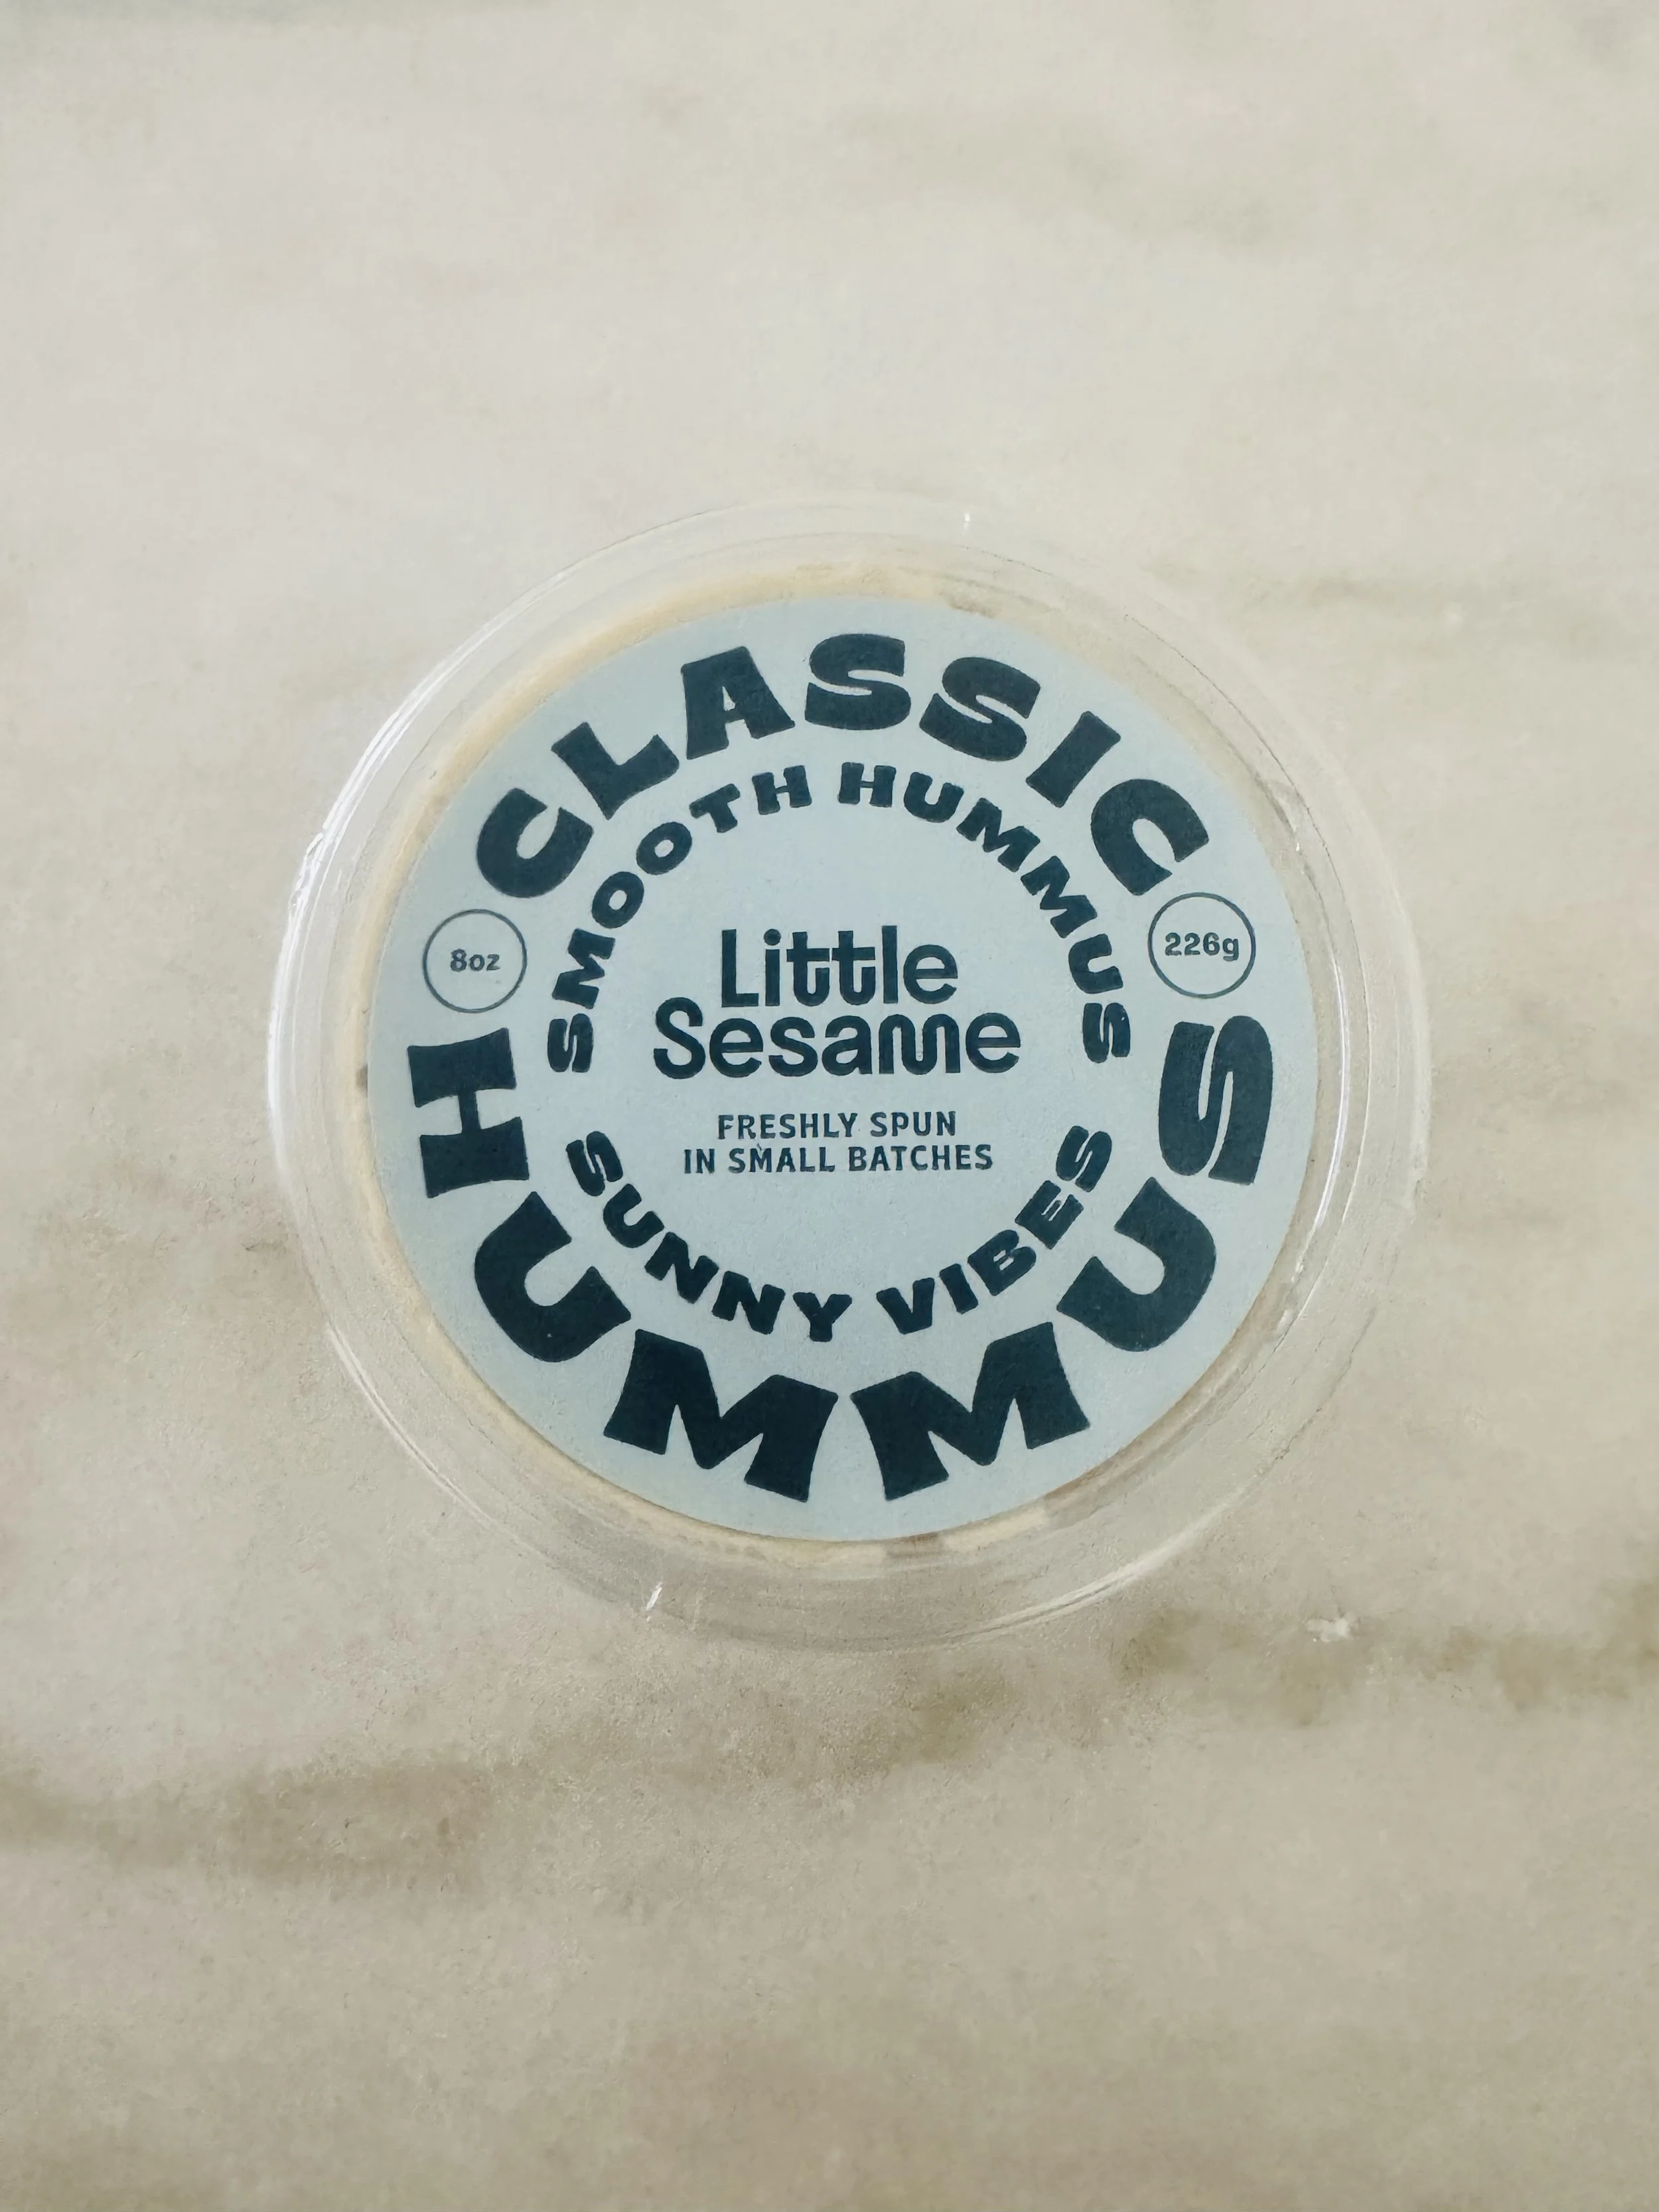 CLASSIC
SMOOTH HUMMUS
8oz
226g
Little
Sesame
FRESHLY SPUN
IN SMALL BATCHES
SUNNY VIBES
HUMMUS